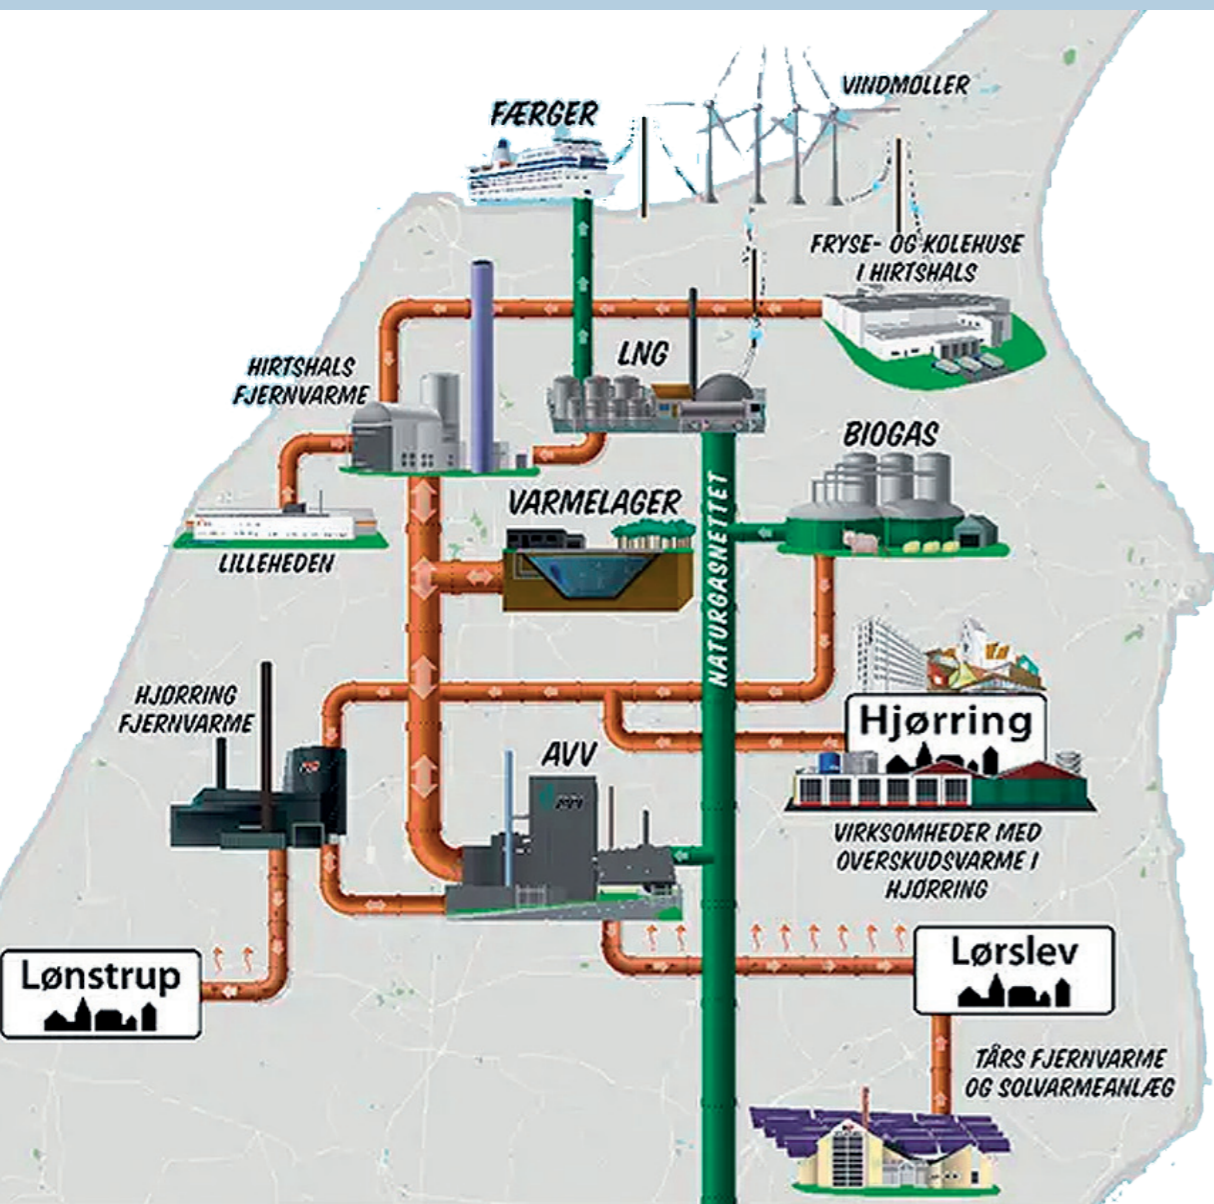 VINDMOLLER
FÆRGER
FRYSE- OG KOLEHUSE
I HIRTSHALS
LNG
HIRTSHALS
FJERNVARME
BIOGAS
VARMELAGER
NATURGASNETTET
LILLEHEDEN
HJØRRING
FJERNVARME
Hjørring
AVV
VIRKSOMHEDER MED
OVERSKUDSVARME I
HJØRRING
Lønstrup
Lørslev
TÅRS FJERNVARME
OG SOLVARMEANLÆG